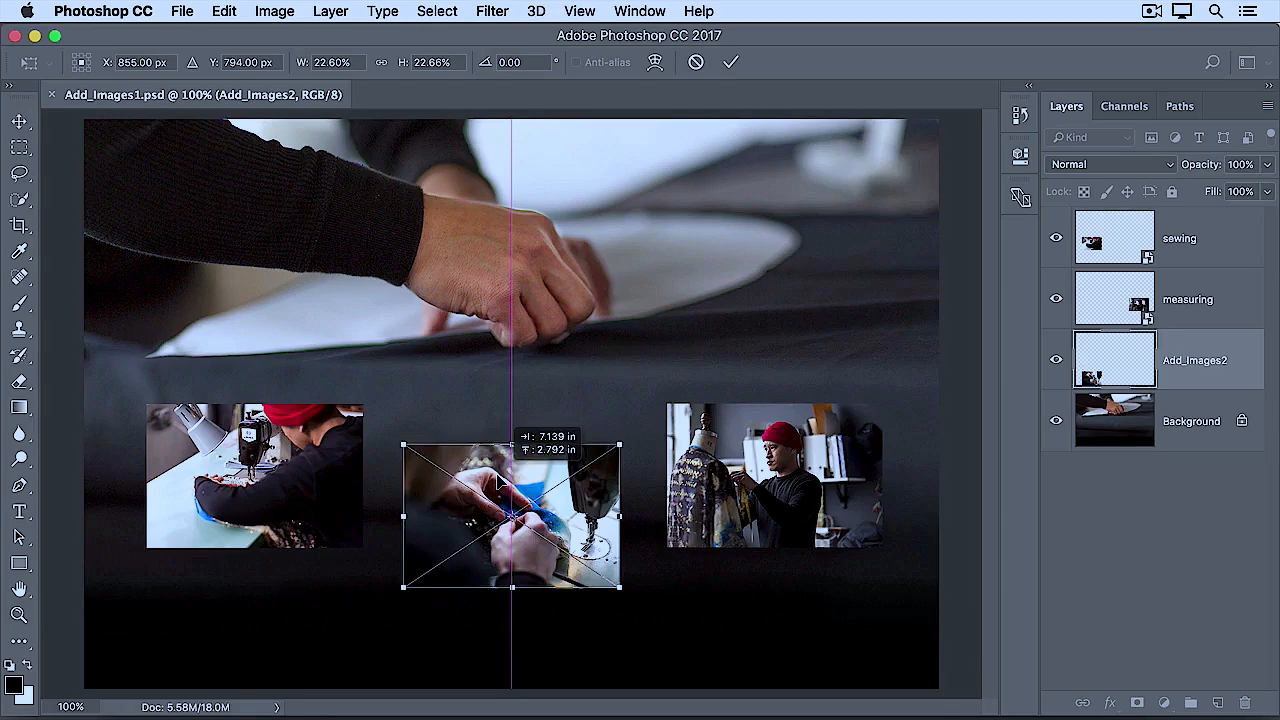 Photoshop CC File Edit Image Layer Type Select Filter 3D View Window Help
Adobe Photoshop CC 2017
X: 855.00 px Y: 794.00 px W: 22.60% H: 22.66% 0.00 ° Anti-alias
Add_Images1.psd @ 100% (Add_Images2, RGB/8)
Layers Channels Paths
Kind
Normal Opacity: 100%
Lock: Fill: 100%
sewing
measuring
Add_Images2
Background
: 7.139 in
: 2.792 in
100% Doc: 5.58M/18.0M